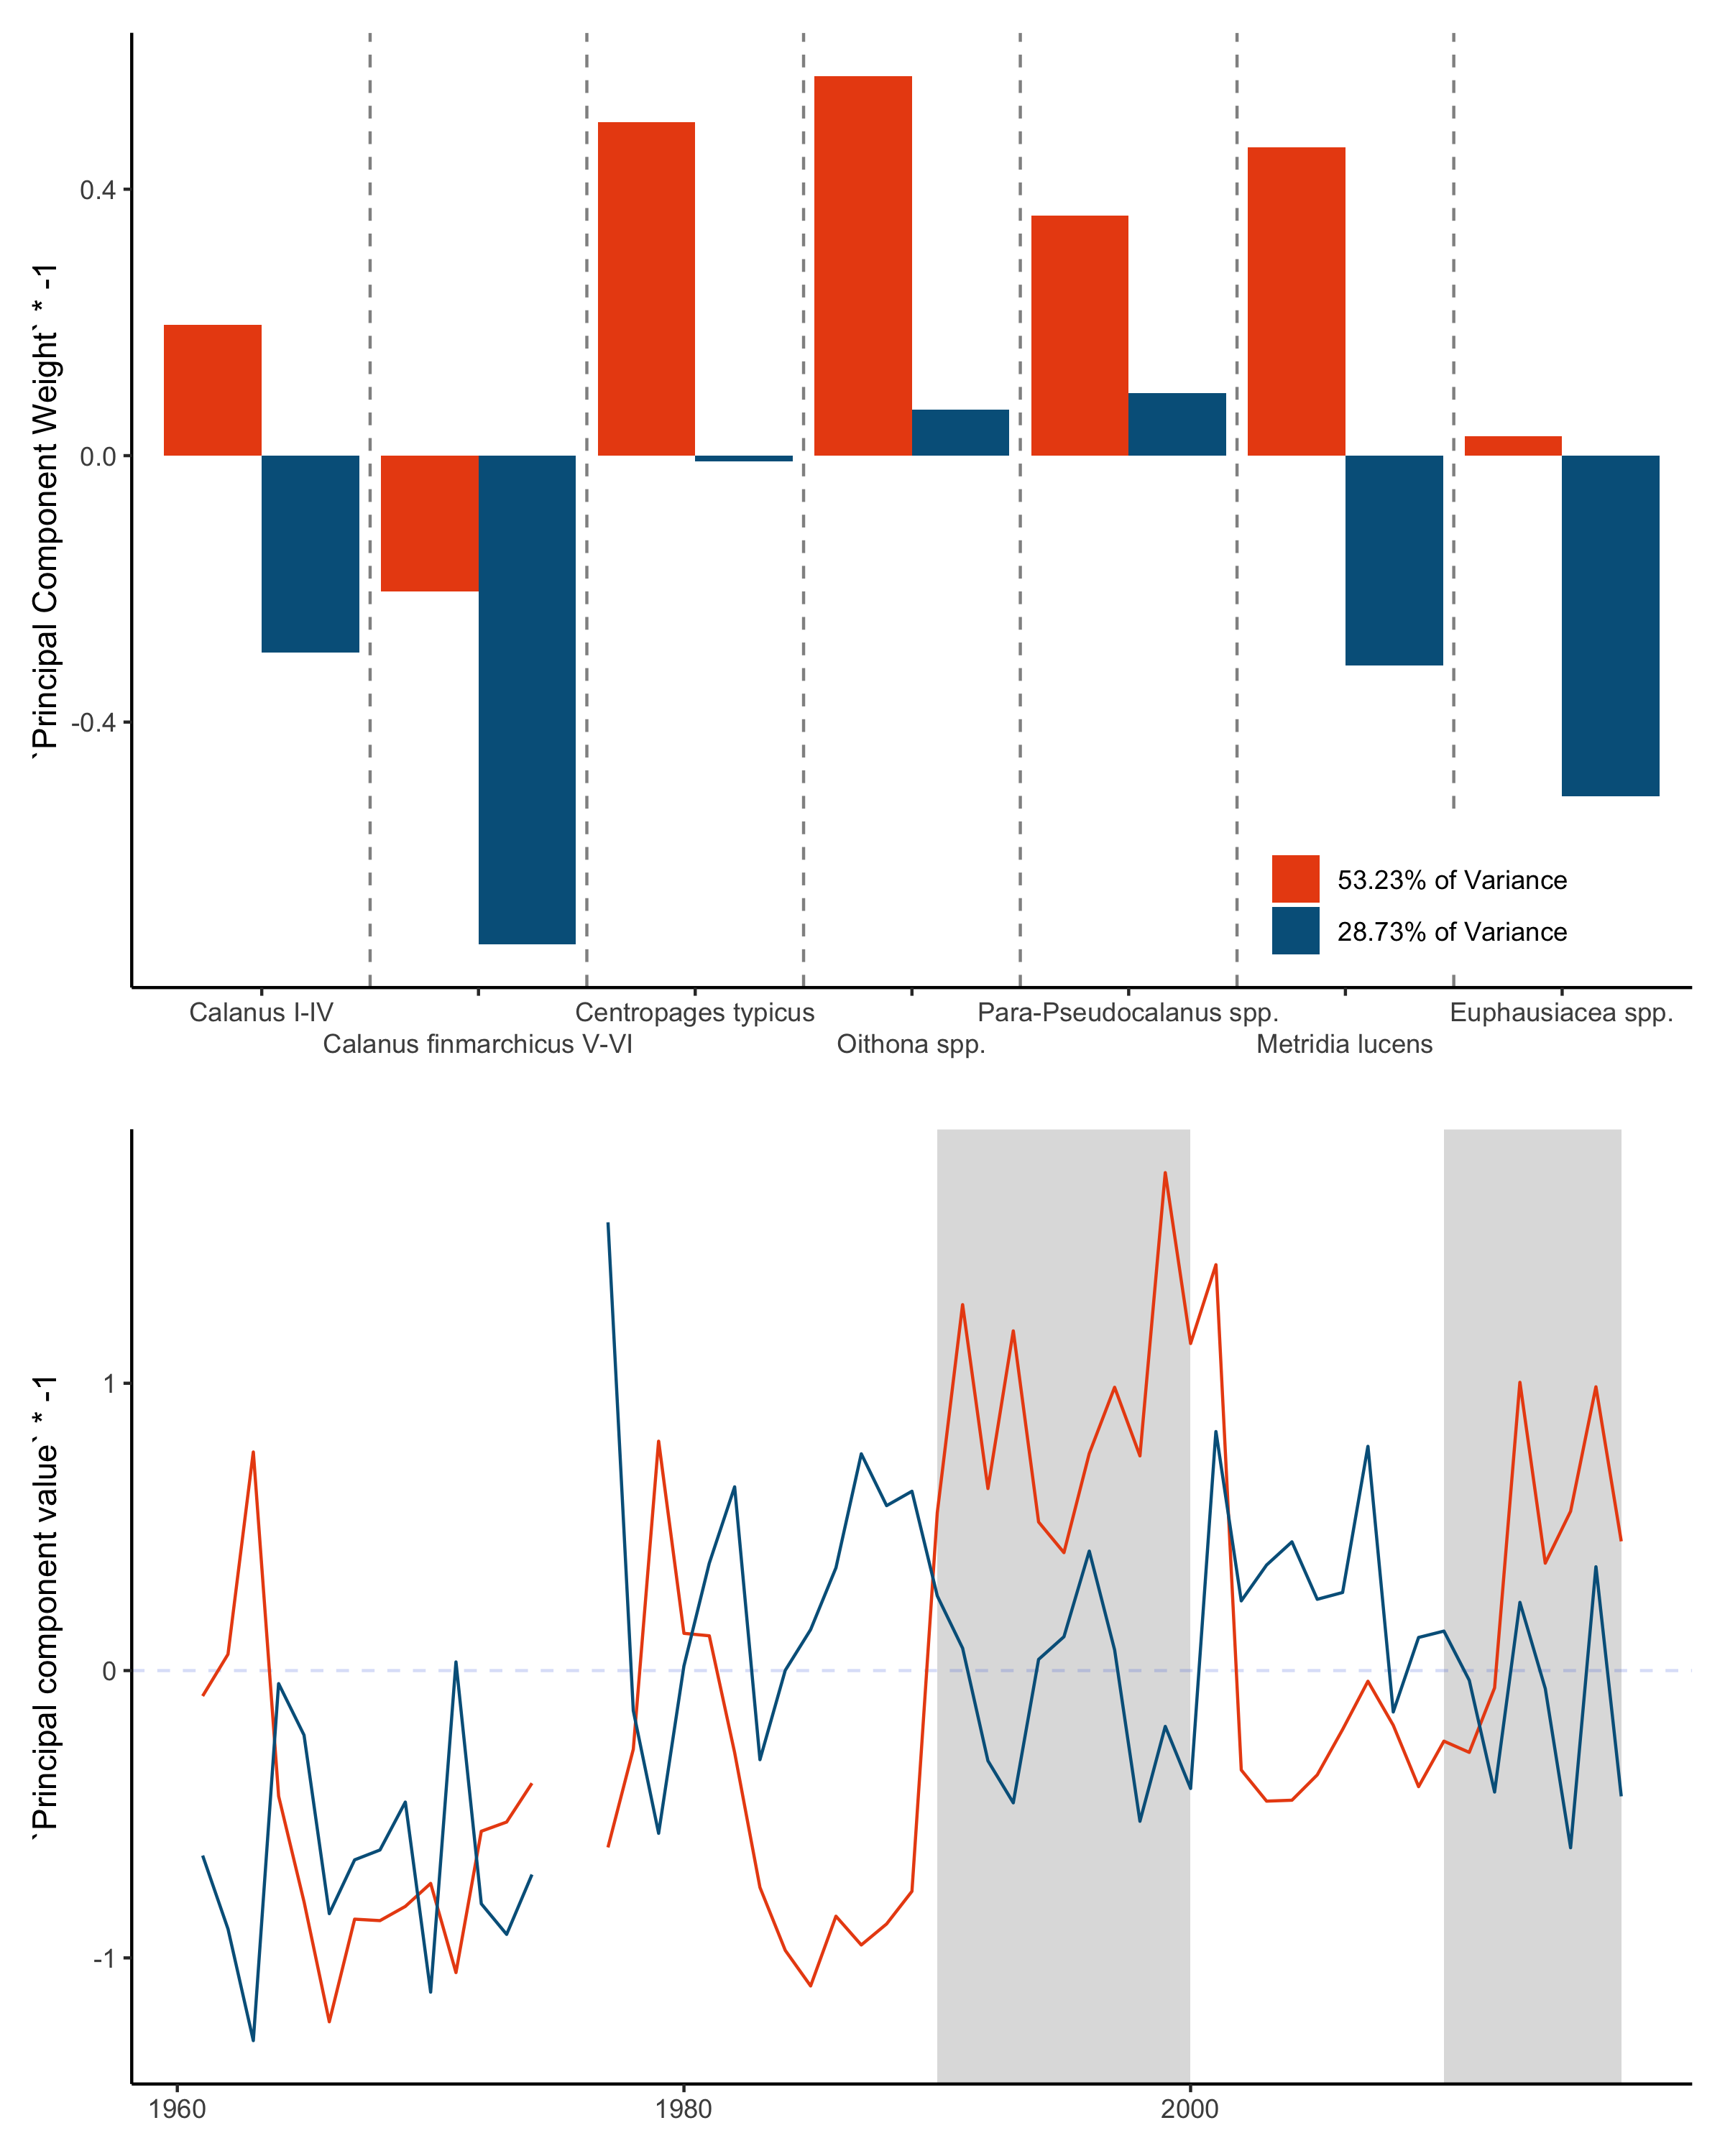 `Principal Component Weight` * -1
0.4
0.0
-0.4
53.23% of Variance
28.73% of Variance
Calanus I-IV
Centropages typicus
Para-Pseudocalanus spp.
Euphausiacea spp.
Calanus finmarchicus V-VI
Oithona spp.
Metridia lucens
`Principal component value` * -1
1
0
-1
1960
1980
2000